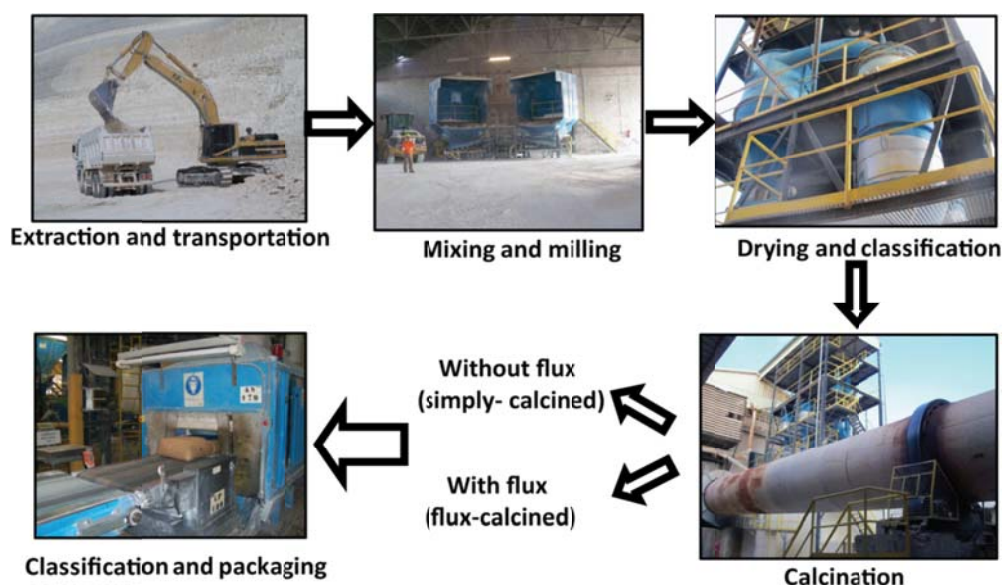 Extraction and transportation
Mixing and milling
Drying and classification
Without flux
(simply- calcined)
With flux
(flux-calcined)
Classification and packaging
Calcination